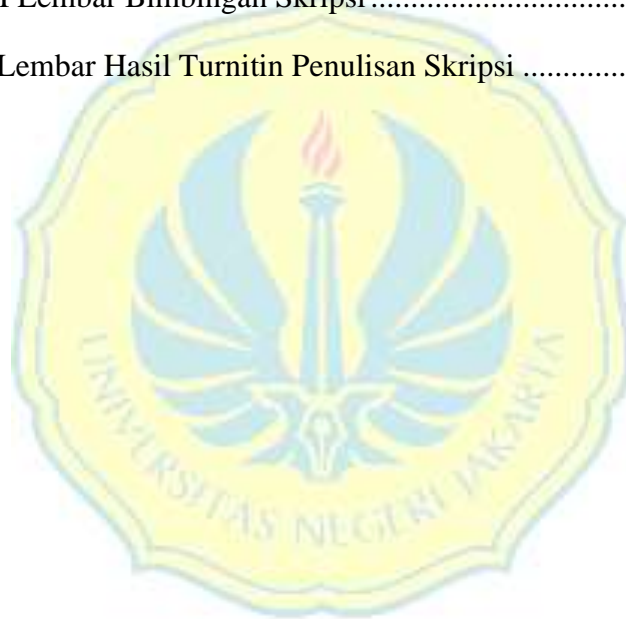 Lembar Bimbingan Skripsi..............................
Lembar Hasil Turnitin Penulisan Skripsi .............
UNIVERSITAS NEGERI JAKARTA